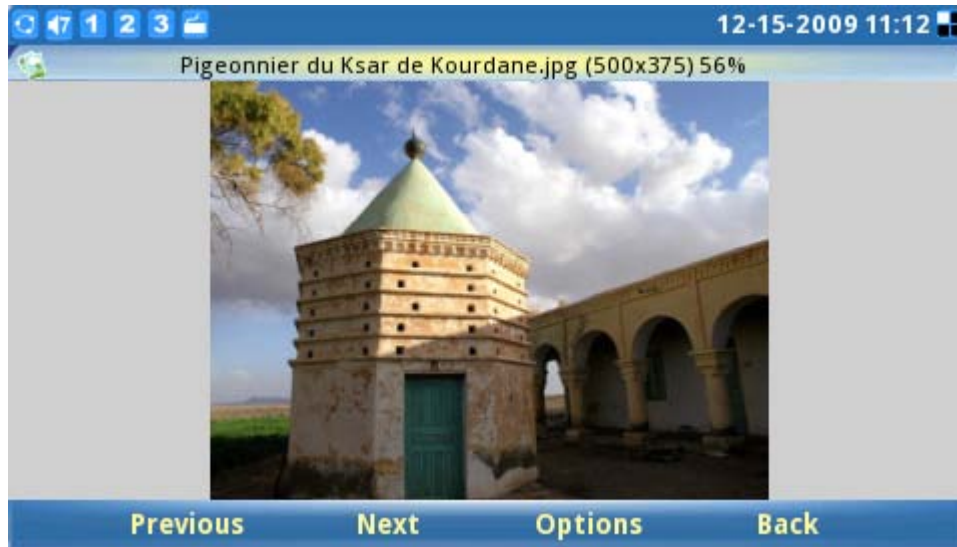 7 1 2 3 12-15-2009 11:12
Pigeonnier du Ksar de Kourdane.jpg (500x375) 56%
Previous Next Options Back